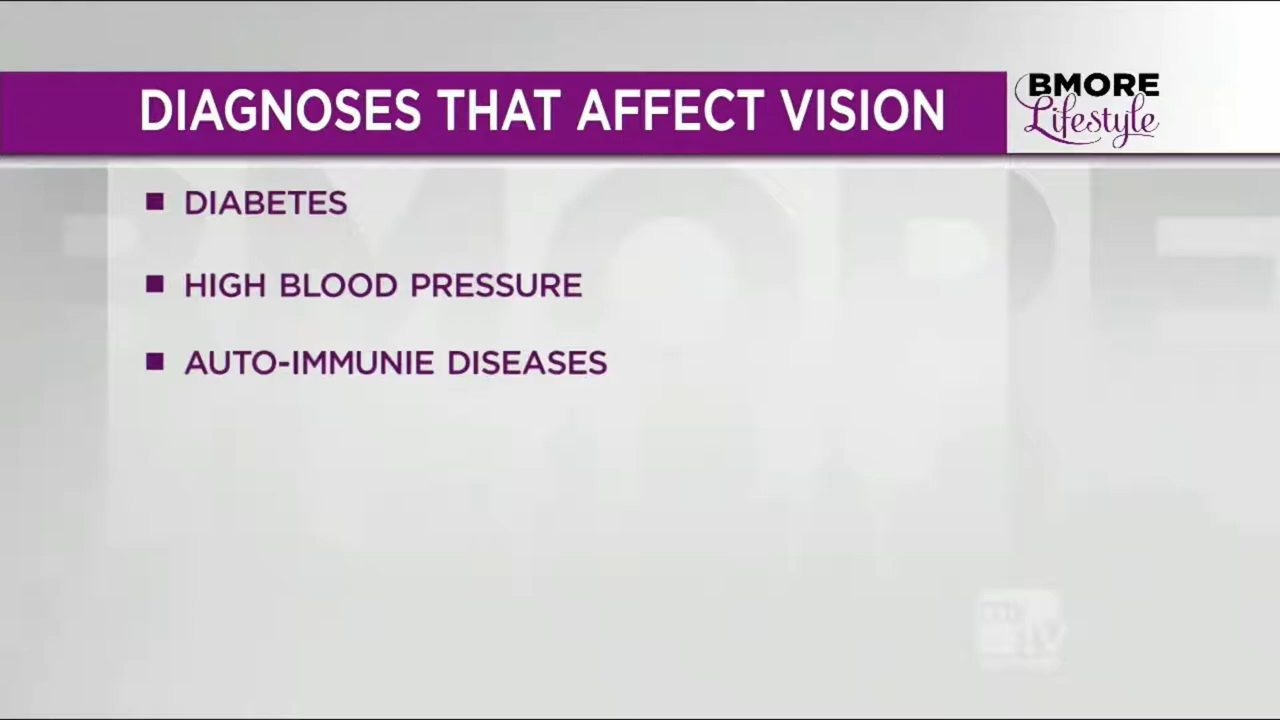 DIAGNOSES THAT AFFECT VISION
BMORE
Lifestyle
DIABETES
HIGH BLOOD PRESSURE
AUTO-IMMUNIE DISEASES